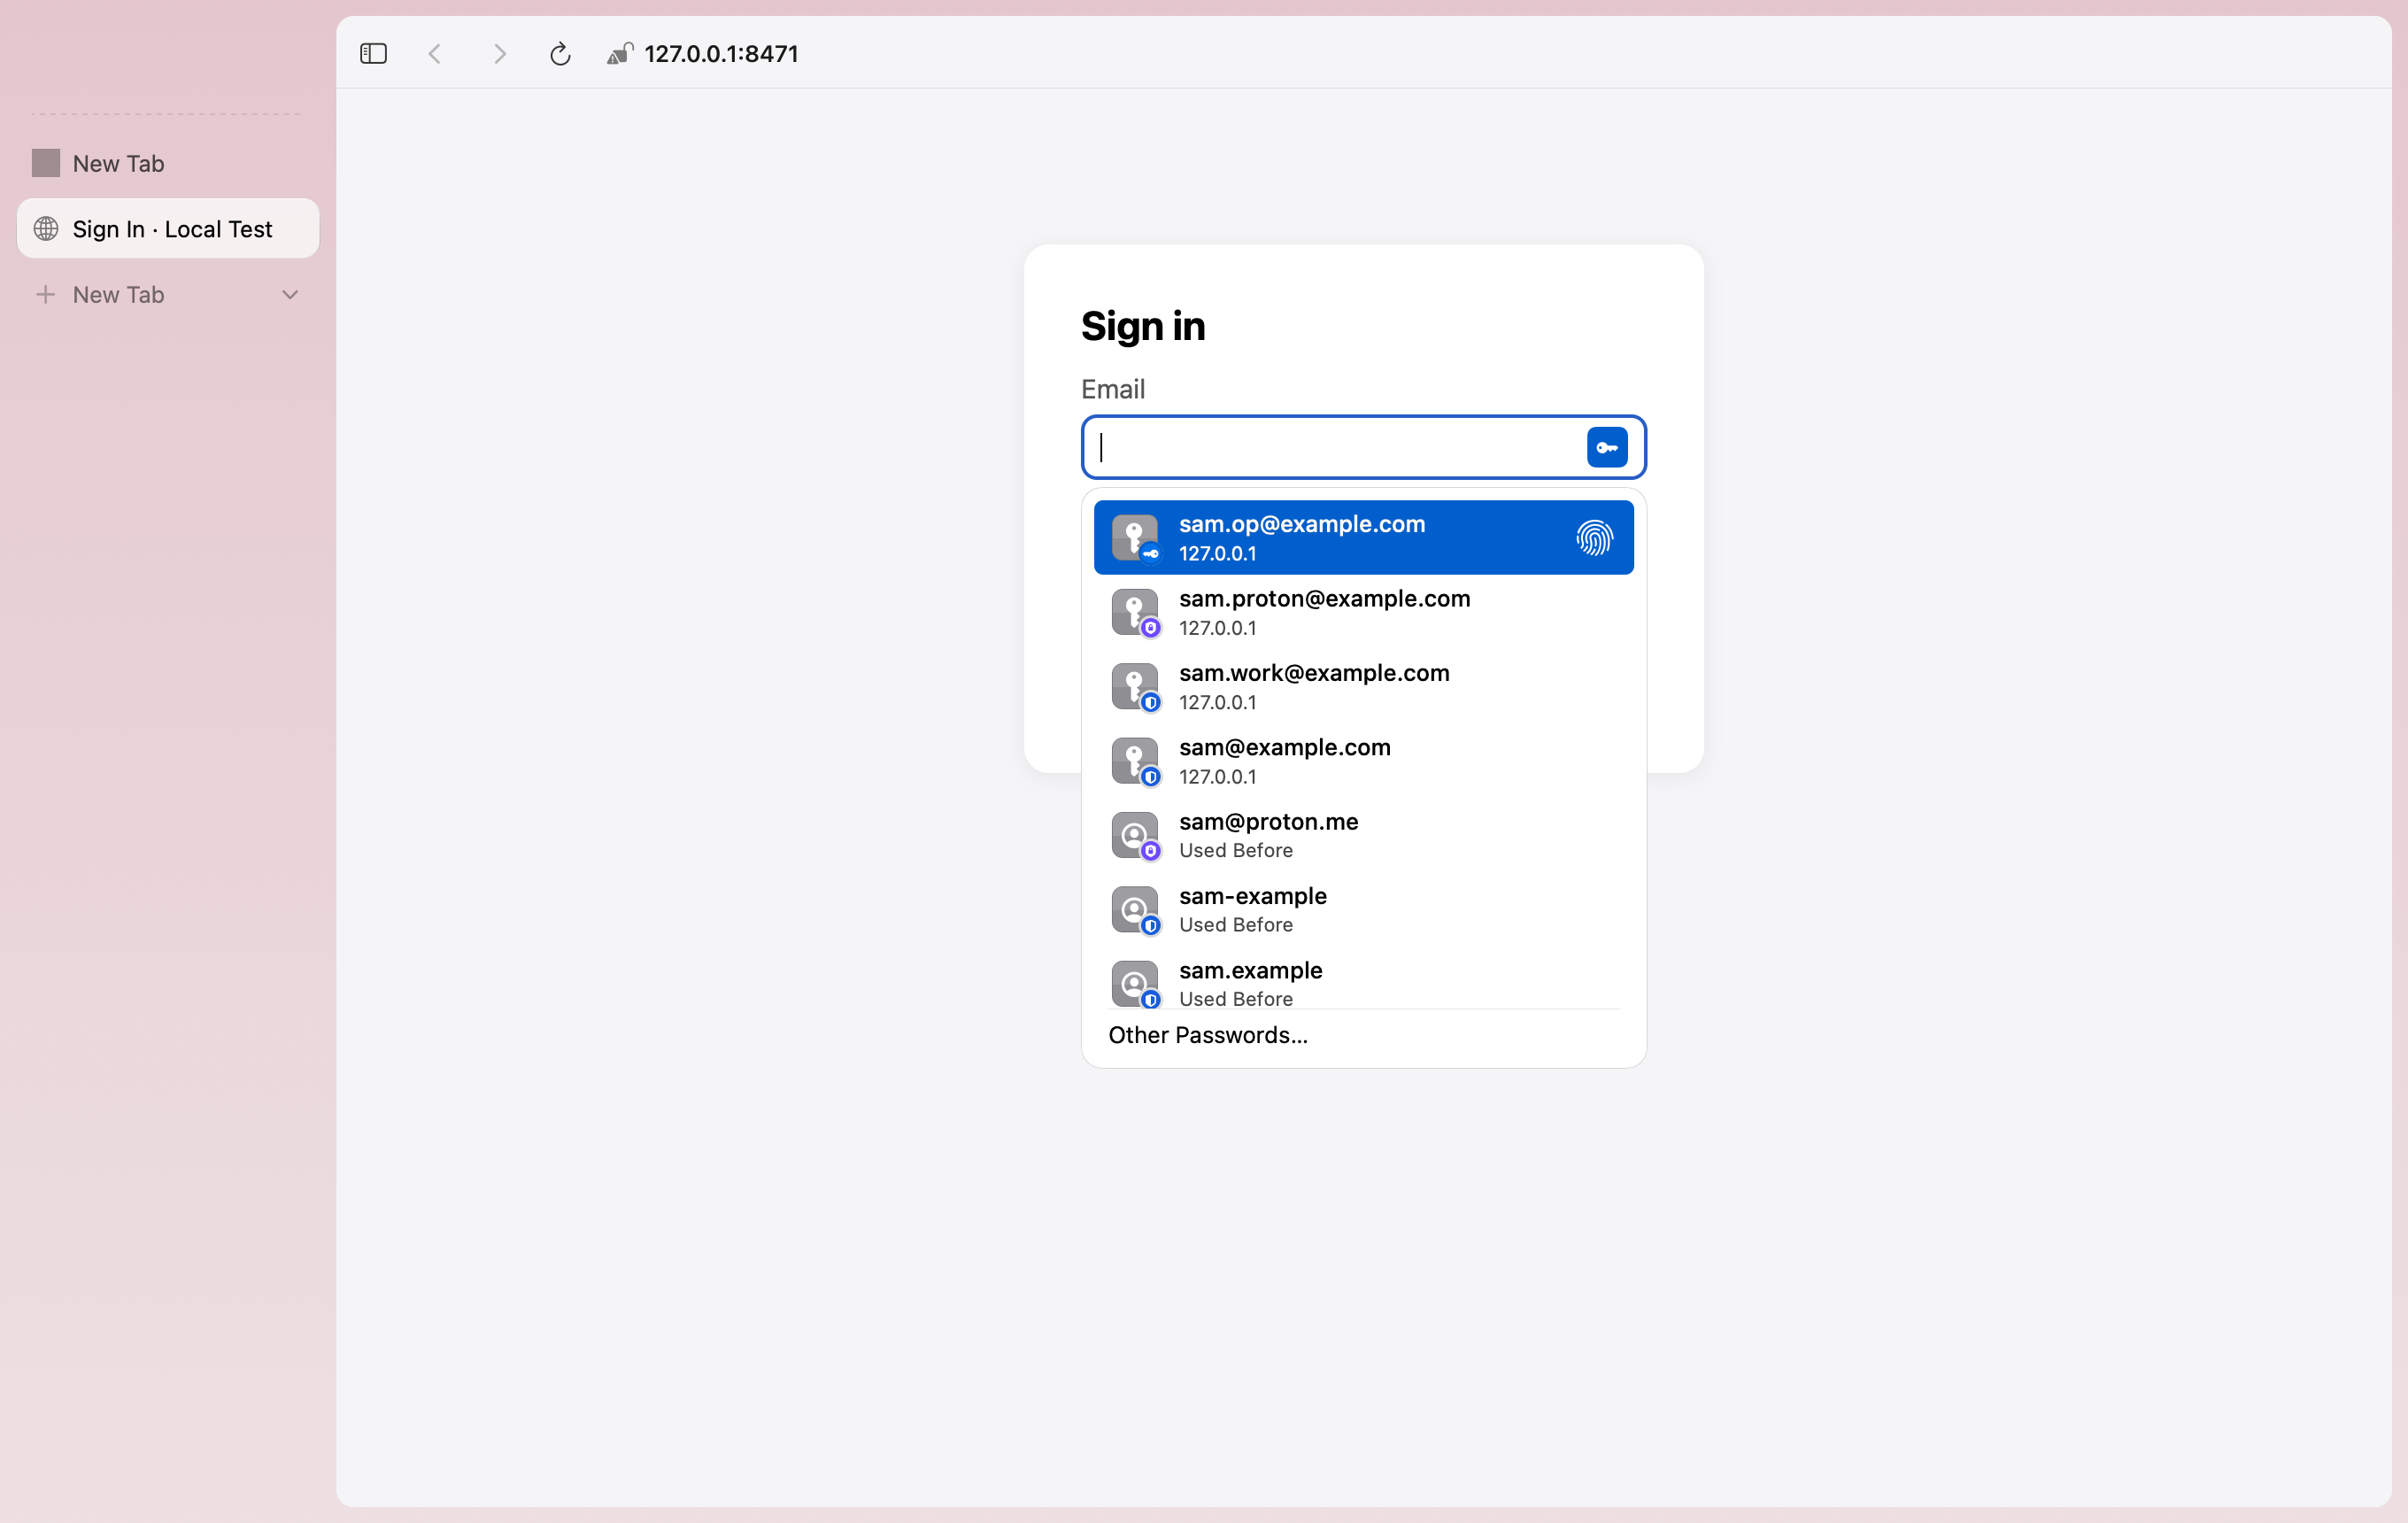 127.0.0.1:8471
New Tab
Sign In · Local Test
New Tab
Sign in
Email
sam.op@example.com
127.0.0.1
sam.proton@example.com
127.0.0.1
sam.work@example.com
127.0.0.1
sam@example.com
127.0.0.1
sam@proton.me
Used Before
sam-example
Used Before
sam.example
Used Before
Other Passwords...